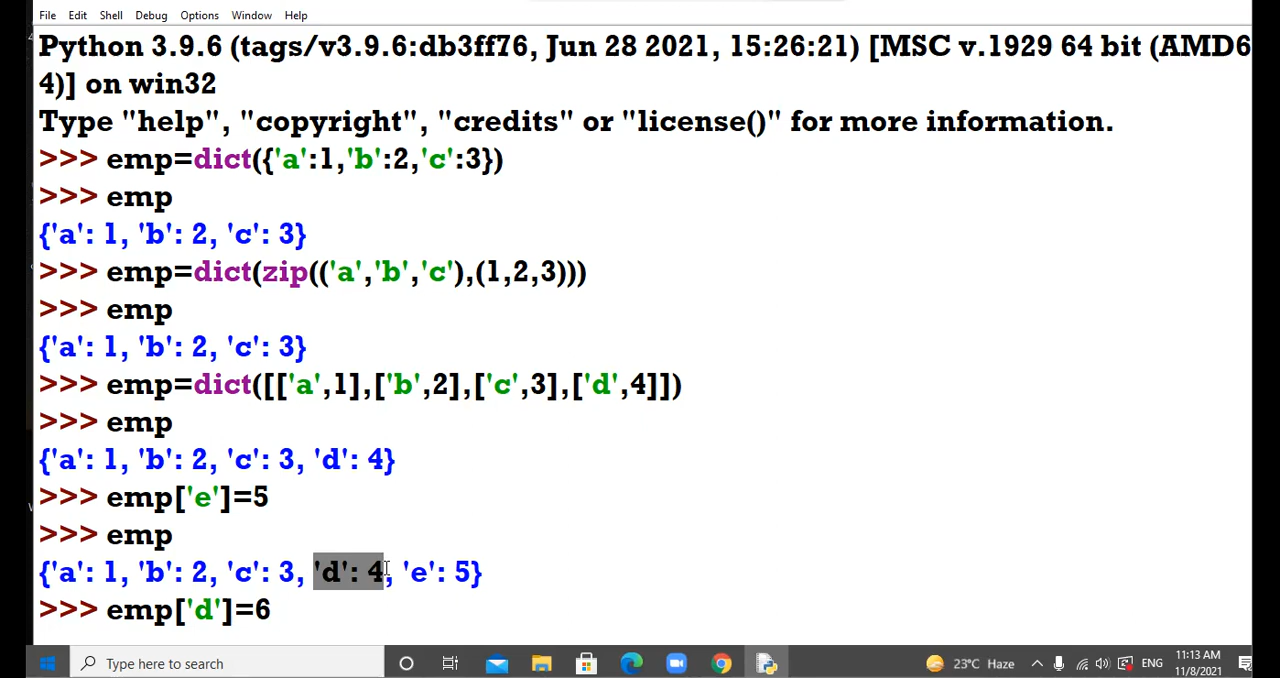 File Edit Shell Debug Options Window Help
Python 3.9.6 (tags/v3.9.6:db3ff76, Jun 28 2021, 15:26:21) [MSC v.1929 64 bit (AMD6
4)] on win32
Type "help", "copyright", "credits" or "license()" for more information.
>>> emp=dict({'a':1,'b':2,'c':3})
>>> emp
{'a': 1, 'b': 2, 'c': 3}
>>> emp=dict(zip(('a','b','c'),(1,2,3)))
>>> emp
{'a': 1, 'b': 2, 'c': 3}
>>> emp=dict([['a',1],['b',2],['c',3],['d',4]])
>>> emp
{'a': 1, 'b': 2, 'c': 3, 'd': 4}
>>> emp['e']=5
>>> emp
{'a': 1, 'b': 2, 'c': 3, 'd': 4, 'e': 5}
>>> emp['d']=6
Type here to search
23°C Haze
ENG
11:13 AM
11/8/2021